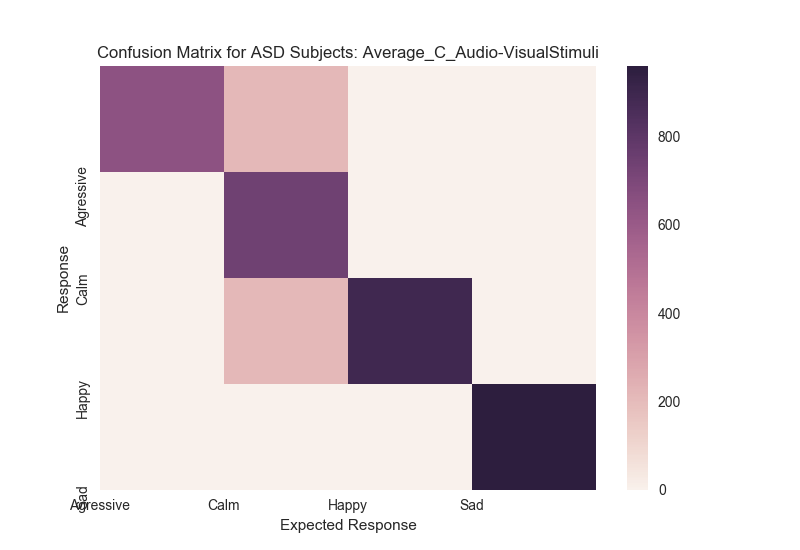 Confusion Matrix for ASD Subjects: Average_C_Audio-VisualStimuli
Response
Agressive
Calm
Happy
Sad
Agressive
Calm
Happy
Sad
Expected Response
800
600
400
200
0